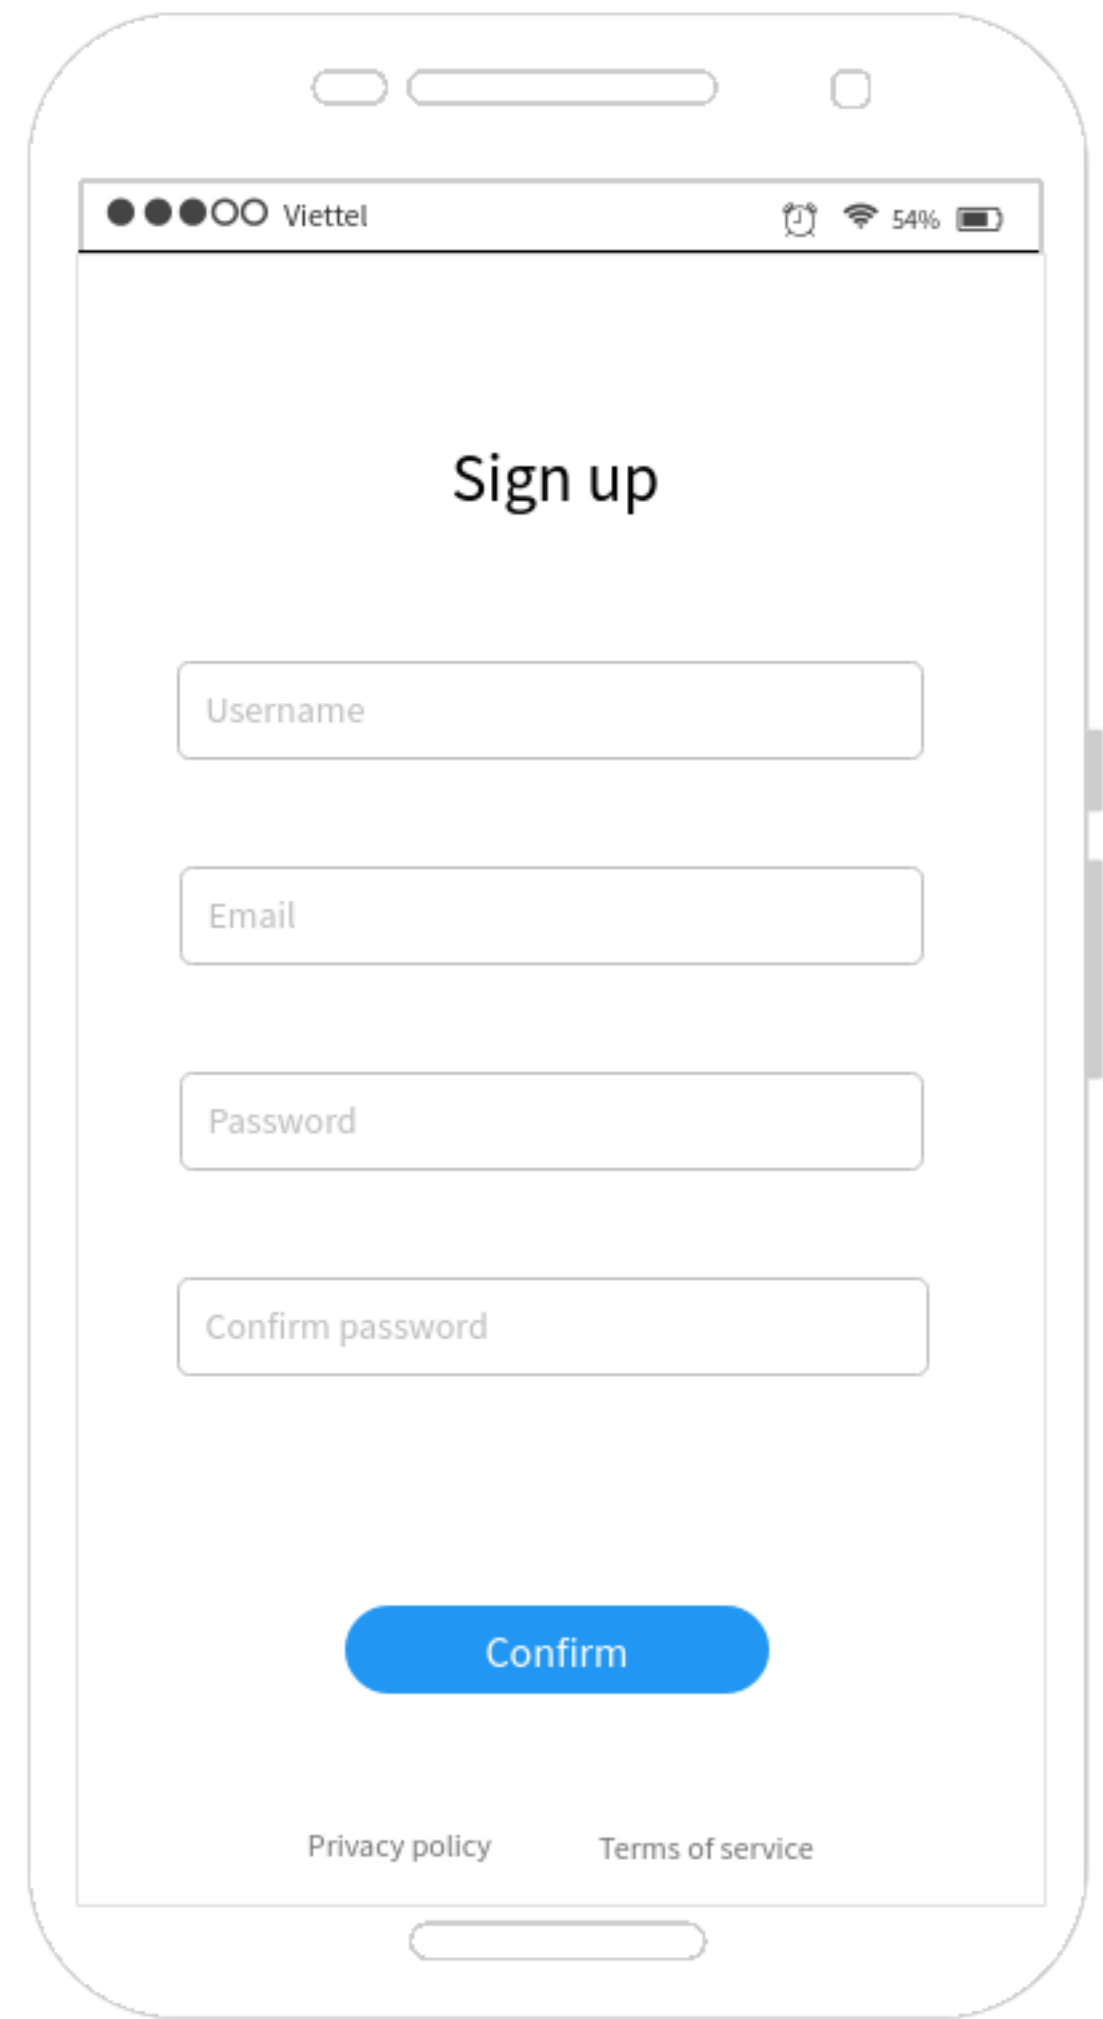 Viettel 54%
Sign up
Username
Email
Password
Confirm password
Confirm
Privacy policy Terms of service